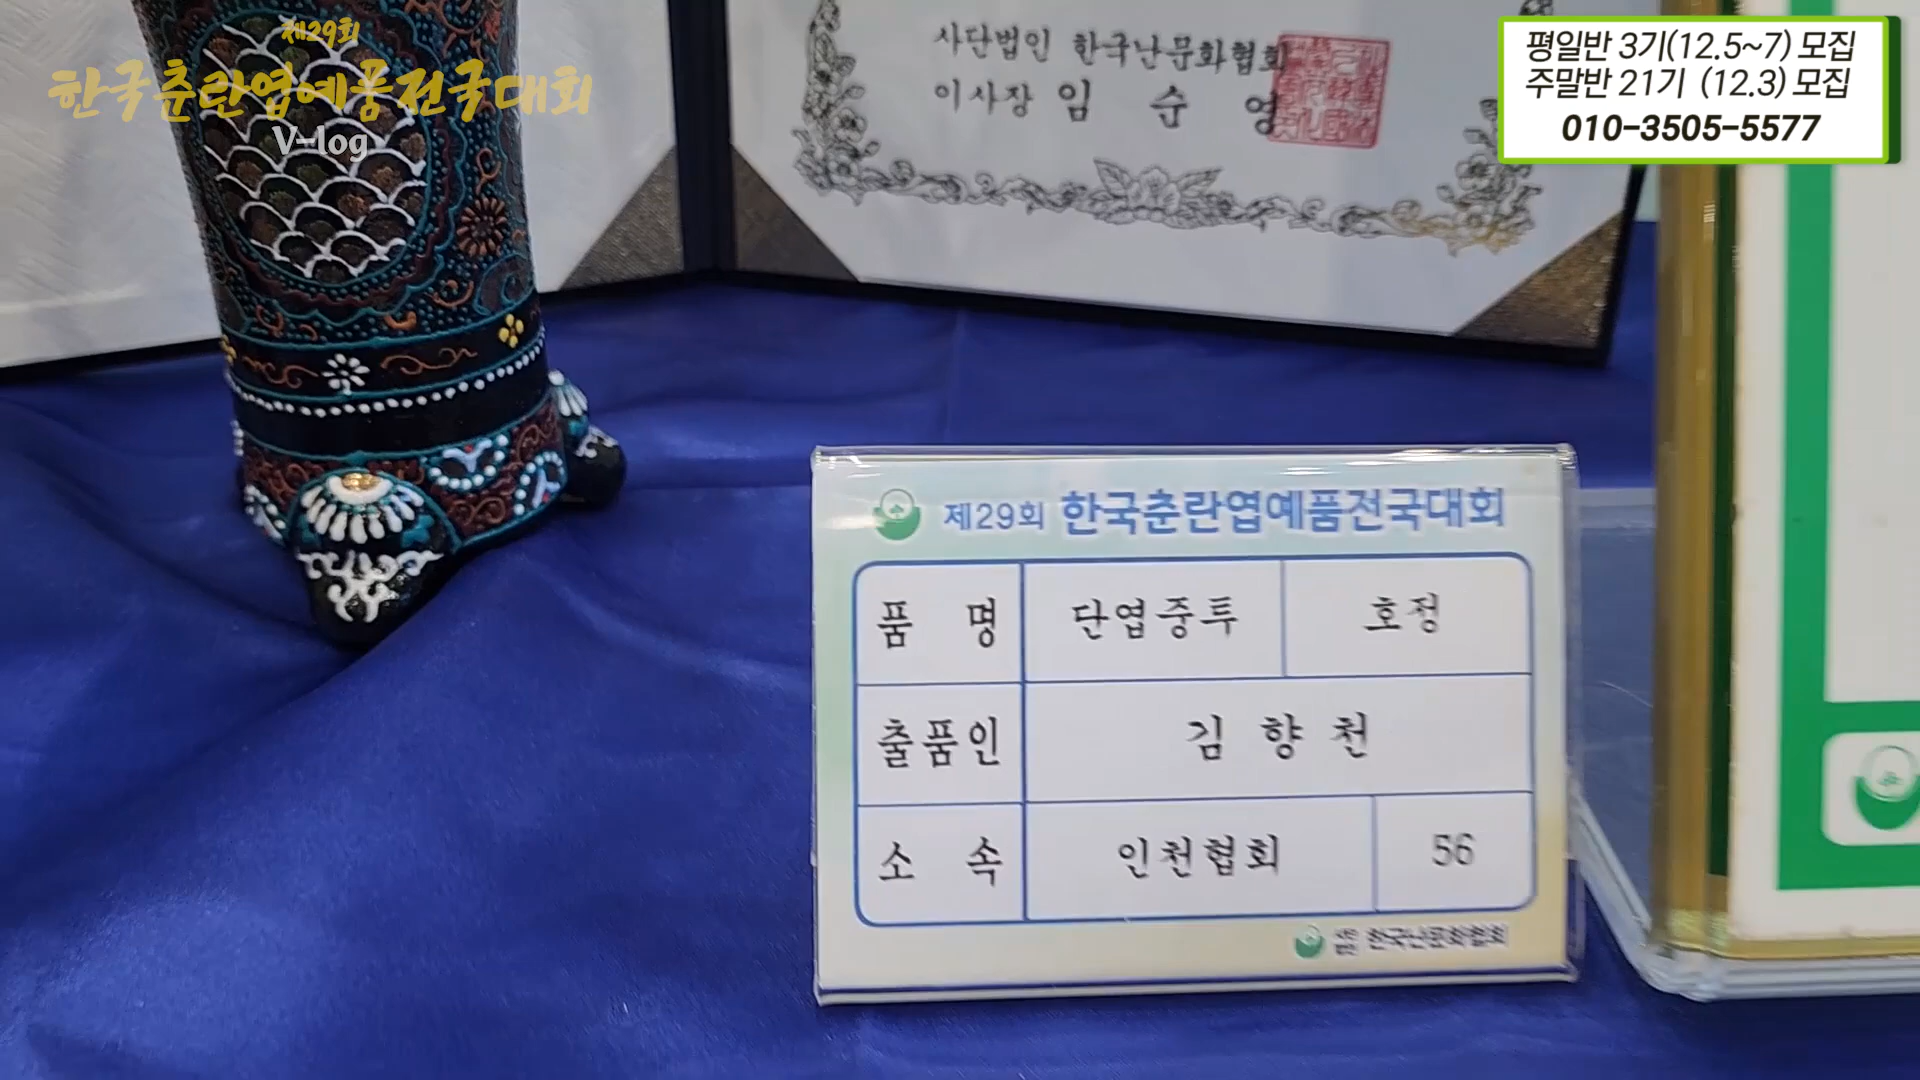 제29회
한국춘란엽예품전국대회
V-log
사단법인 한국난문화협회
이사장 임 순 영
평일반 3기(12.5~7) 모집
주말반 21기 (12.3) 모집
010-3505-5577
제29회 한국춘란엽예품전국대회
품 명 단엽중투 호정
출품인 김 향 천
소 속 인천협회 56
한국난문화협회